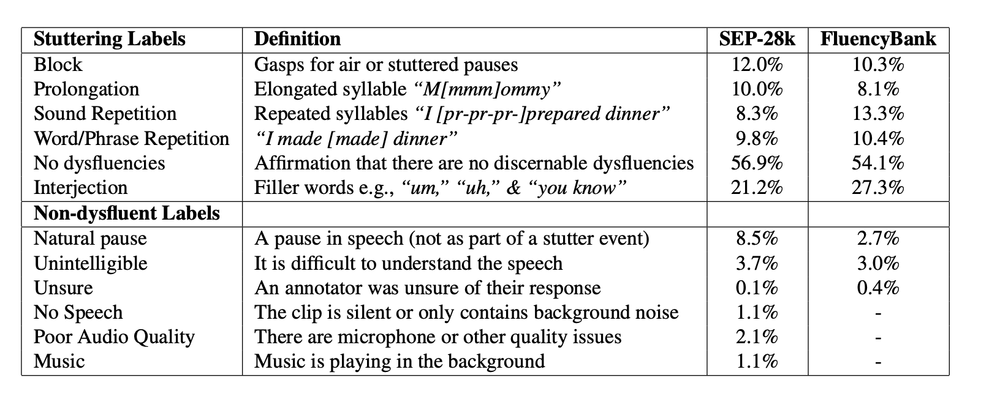 Stuttering Labels Definition SEP-28k FluencyBank
Block Gasps for air or stuttered pauses 12.0% 10.3%
Prolongation Elongated syllable “M[mmm]ommy” 10.0% 8.1%
Sound Repetition Repeated syllables “I [pr-pr-pr-]prepared dinner” 8.3% 13.3%
Word/Phrase Repetition “I made [made] dinner” 9.8% 10.4%
No dysfluencies Affirmation that there are no discernable dysfluencies 56.9% 54.1%
Interjection Filler words e.g., “um,” “uh,” & “you know” 21.2% 27.3%
Non-dysfluent Labels
Natural pause A pause in speech (not as part of a stutter event) 8.5% 2.7%
Unintelligible It is difficult to understand the speech 3.7% 3.0%
Unsure An annotator was unsure of their response 0.1% 0.4%
No Speech The clip is silent or only contains background noise 1.1% -
Poor Audio Quality There are microphone or other quality issues 2.1% -
Music Music is playing in the background 1.1% -